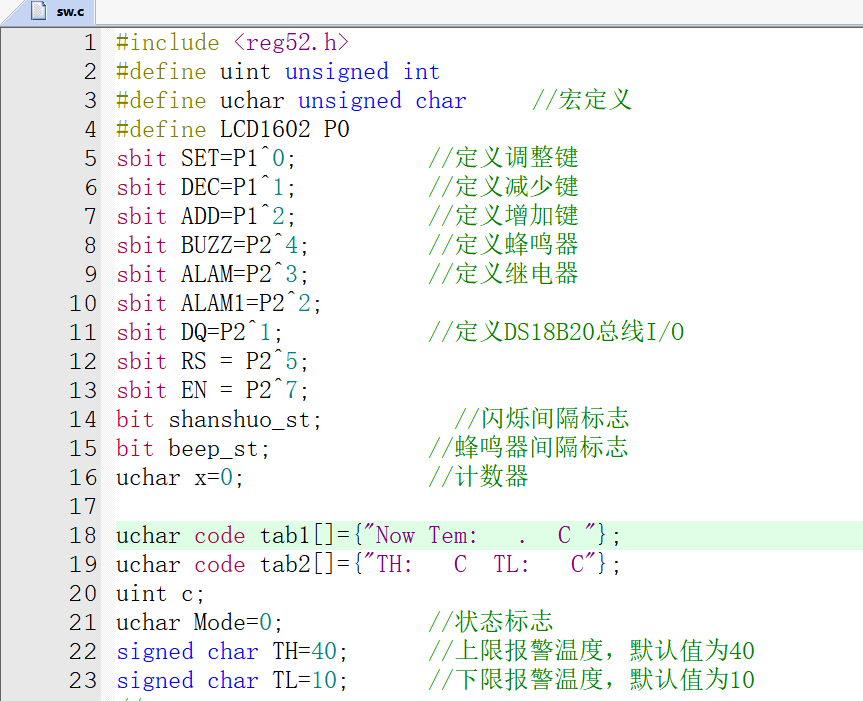 sw.c
1 #include <reg52.h>
2 #define uint unsigned int
3 #define uchar unsigned char     //宏定义
4 #define LCD1602 P0
5 sbit SET=P1^0;          //定义调整键
6 sbit DEC=P1^1;          //定义减少键
7 sbit ADD=P1^2;          //定义增加键
8 sbit BUZZ=P2^4;         //定义蜂鸣器
9 sbit ALAM=P2^3;         //定义继电器
10 sbit ALAM1=P2^2;
11 sbit DQ=P2^1;           //定义DS18B20总线I/O
12 sbit RS = P2^5;
13 sbit EN = P2^7;
14 bit shanshuo_st;          //闪烁间隔标志
15 bit beep_st;            //蜂鸣器间隔标志
16 uchar x=0;              //计数器
17
18 uchar code tab1[]={"Now Tem:   .  C "};
19 uchar code tab2[]={"TH:   C  TL:   C"};
20 uint c;
21 uchar Mode=0;           //状态标志
22 signed char TH=40;      //上限报警温度，默认值为40
23 signed char TL=10;      //下限报警温度，默认值为10